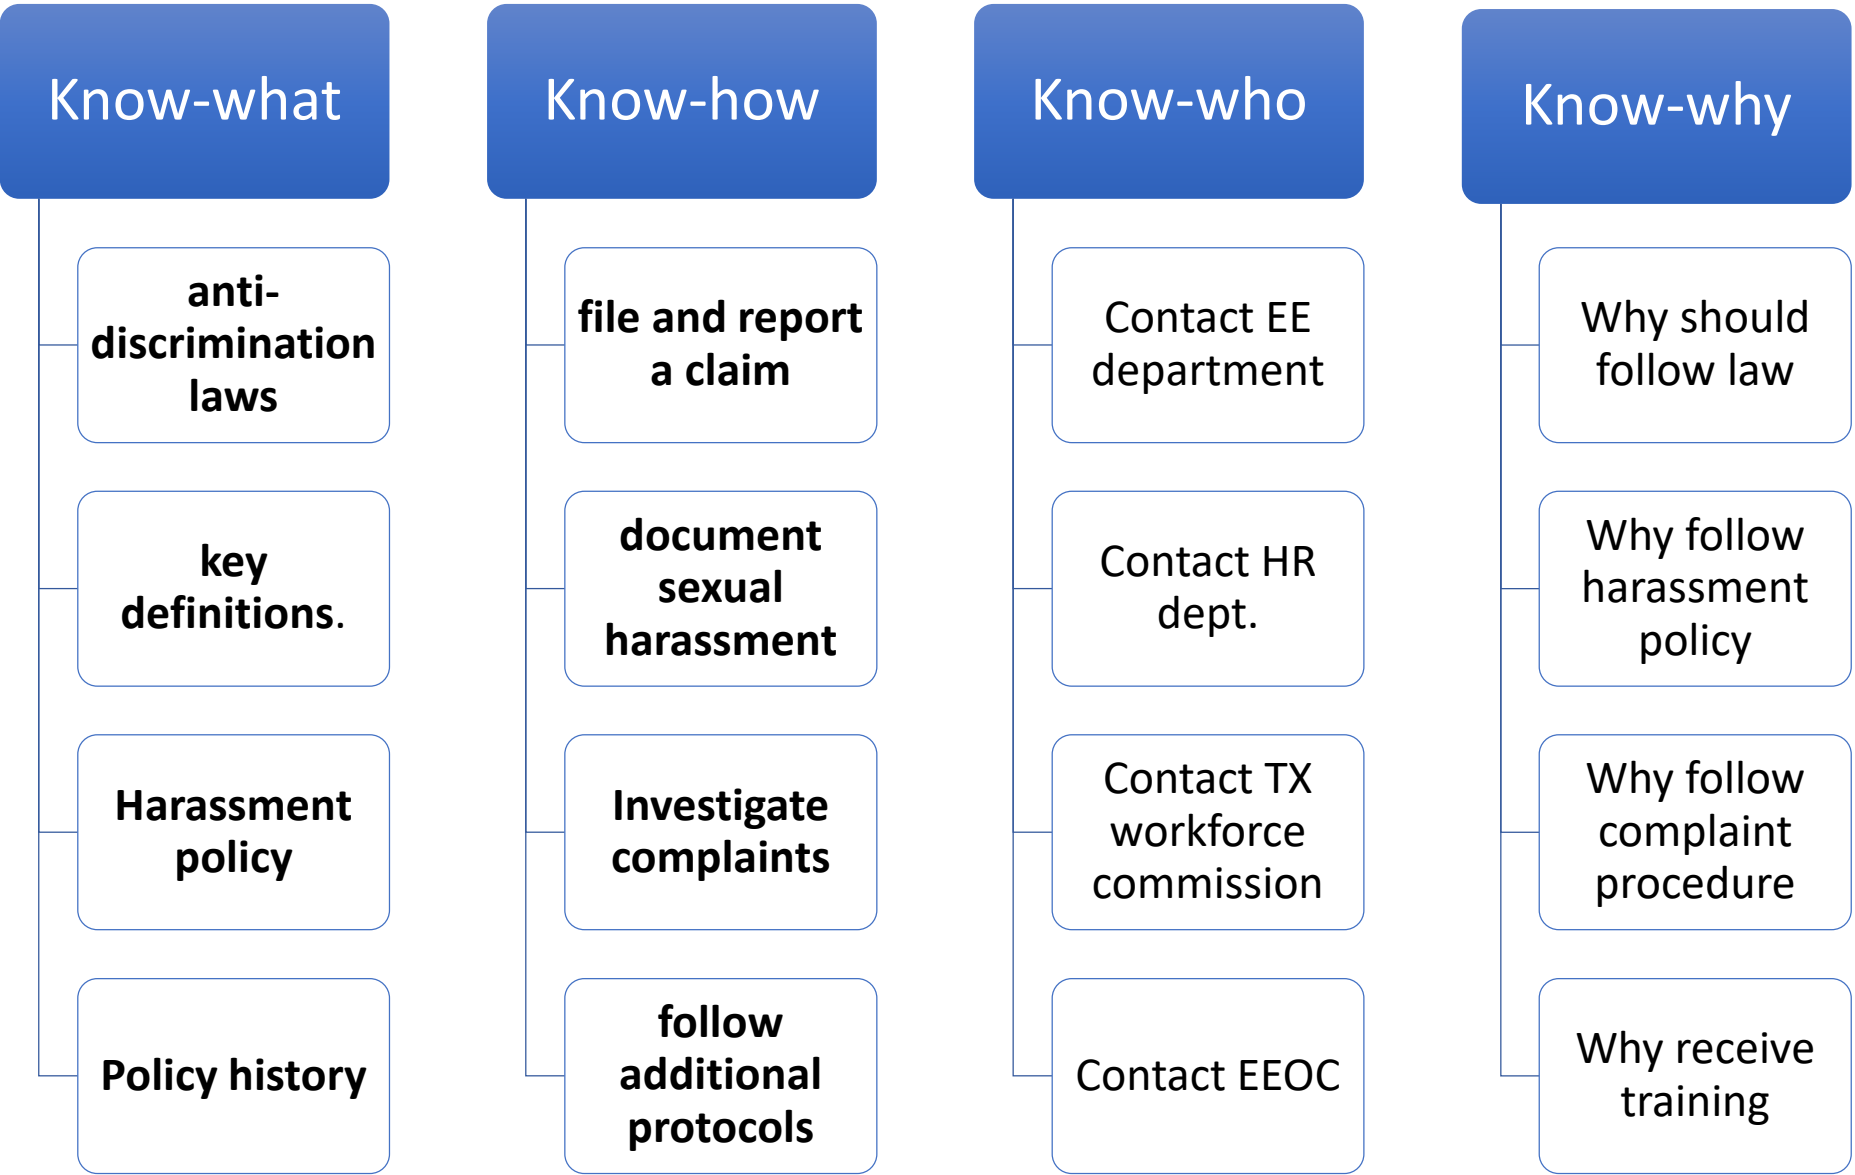 Know-what
anti-
discrimination
laws
key
definitions.
Harassment
policy
Policy history
Know-how
file and report
a claim
document
sexual
harassment
Investigate
complaints
follow
additional
protocols
Know-who
Contact EE
department
Contact HR
dept.
Contact TX
workforce
commission
Contact EEOC
Know-why
Why should
follow law
Why follow
harassment
policy
Why follow
complaint
procedure
Why receive
training